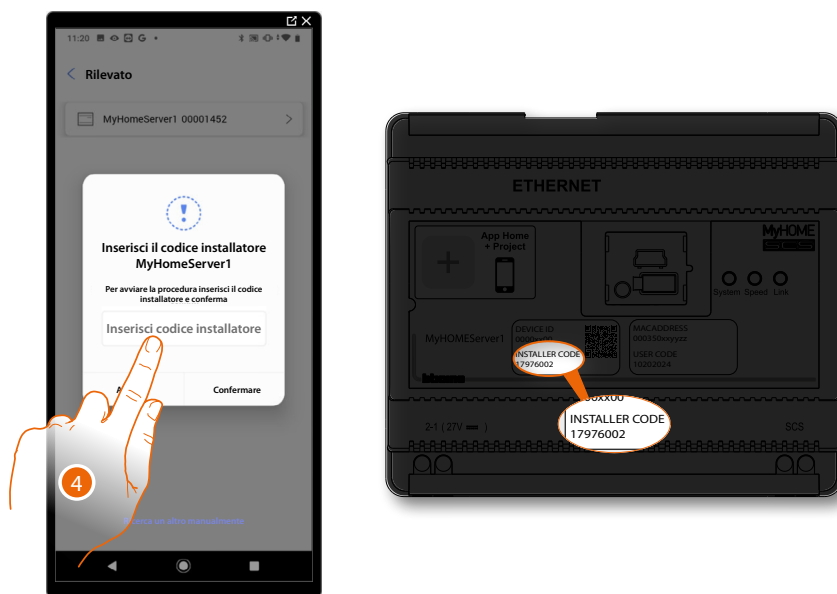 11:20
Rilevato
MyHomeServer1 00001452
Inserisci il codice installatore
MyHomeServer1
Per avviare la procedura inserisci il codice
installatore e conferma
Inserisci codice installatore
A
Confermare
4
ETHERNET
App Home
+ Project
MyHOME
SCS
System Speed Link
MyHOMEServer1
DEVICE ID
0000xx00
INSTALLER CODE
17976002
MACADDRESS
000350xxyyzz
USER CODE
10202024
INSTALLER CODE
17976002
2-1 ( 27V ⎓ )
SCS